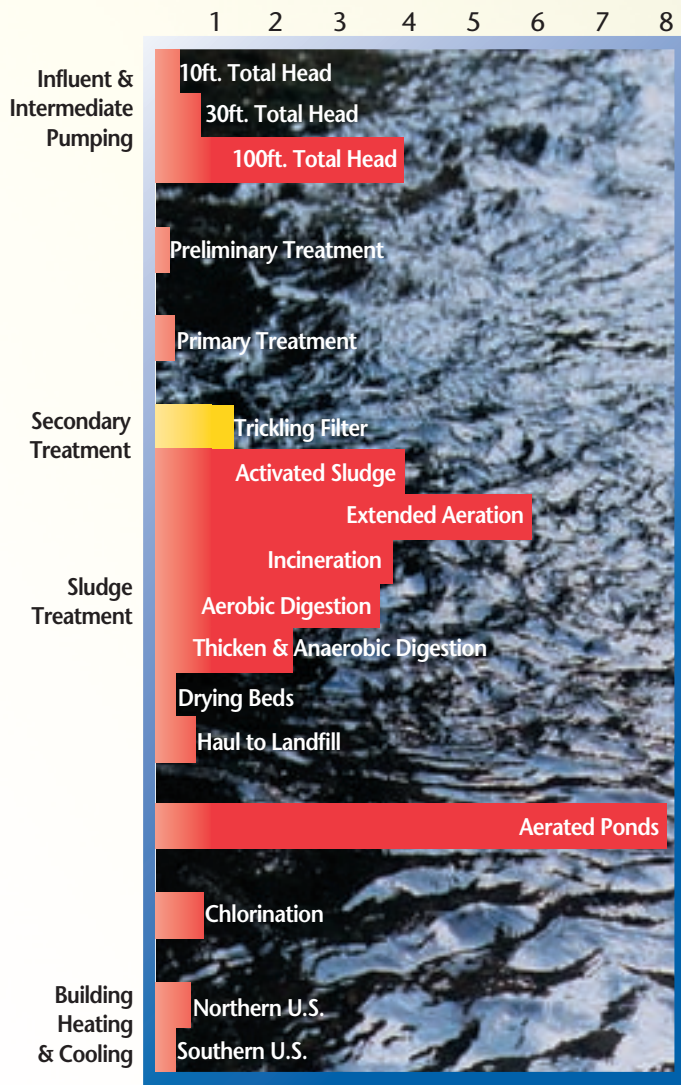 1 2 3 4 5 6 7 8
Influent &
Intermediate
Pumping
10ft. Total Head
30ft. Total Head
100ft. Total Head
Preliminary Treatment
Primary Treatment
Secondary
Treatment
Trickling Filter
Activated Sludge
Extended Aeration
Sludge
Treatment
Incineration
Aerobic Digestion
Thicken & Anaerobic Digestion
Drying Beds
Haul to Landfill
Aerated Ponds
Chlorination
Building
Heating
& Cooling
Northern U.S.
Southern U.S.